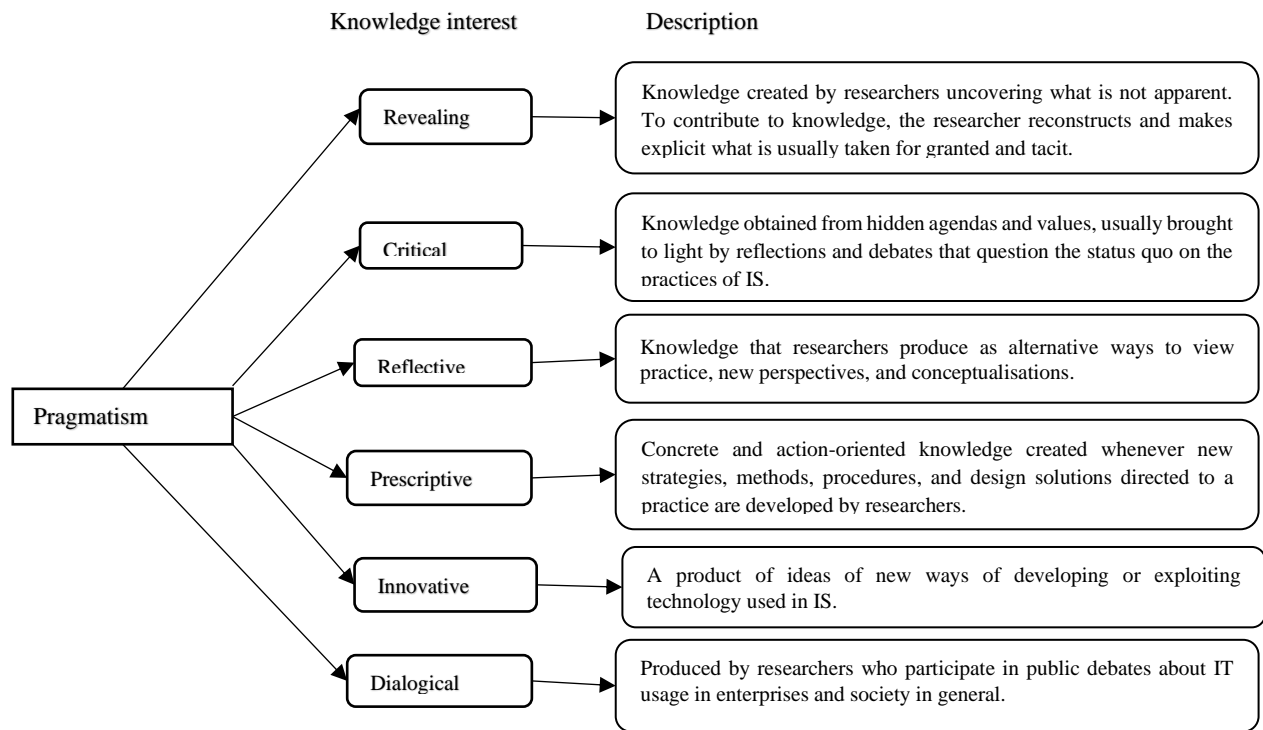 Knowledge interest
Description
Revealing
Knowledge created by researchers uncovering what is not apparent.
To contribute to knowledge, the researcher reconstructs and makes
explicit what is usually taken for granted and tacit.
Critical
Knowledge obtained from hidden agendas and values, usually brought
to light by reflections and debates that question the status quo on the
practices of IS.
Reflective
Knowledge that researchers produce as alternative ways to view
practice, new perspectives, and conceptualisations.
Pragmatism
Prescriptive
Concrete and action-oriented knowledge created whenever new
strategies, methods, procedures, and design solutions directed to a
practice are developed by researchers.
Innovative
A product of ideas of new ways of developing or exploiting
technology used in IS.
Dialogical
Produced by researchers who participate in public debates about IT
usage in enterprises and society in general.